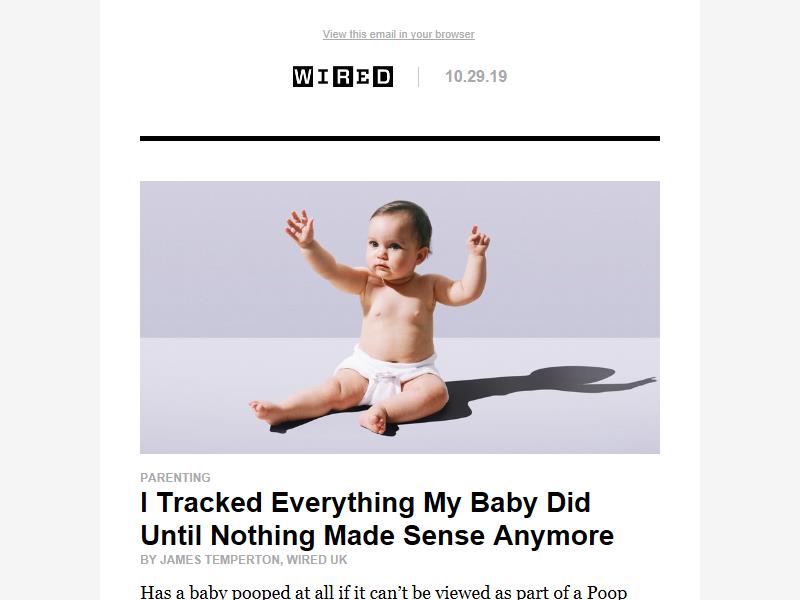 View this email in your browser
WIRED 10.29.19
PARENTING
I Tracked Everything My Baby Did
Until Nothing Made Sense Anymore
BY JAMES TEMPERTON, WIRED UK
Has a baby pooped at all if it can’t be viewed as part of a Poop